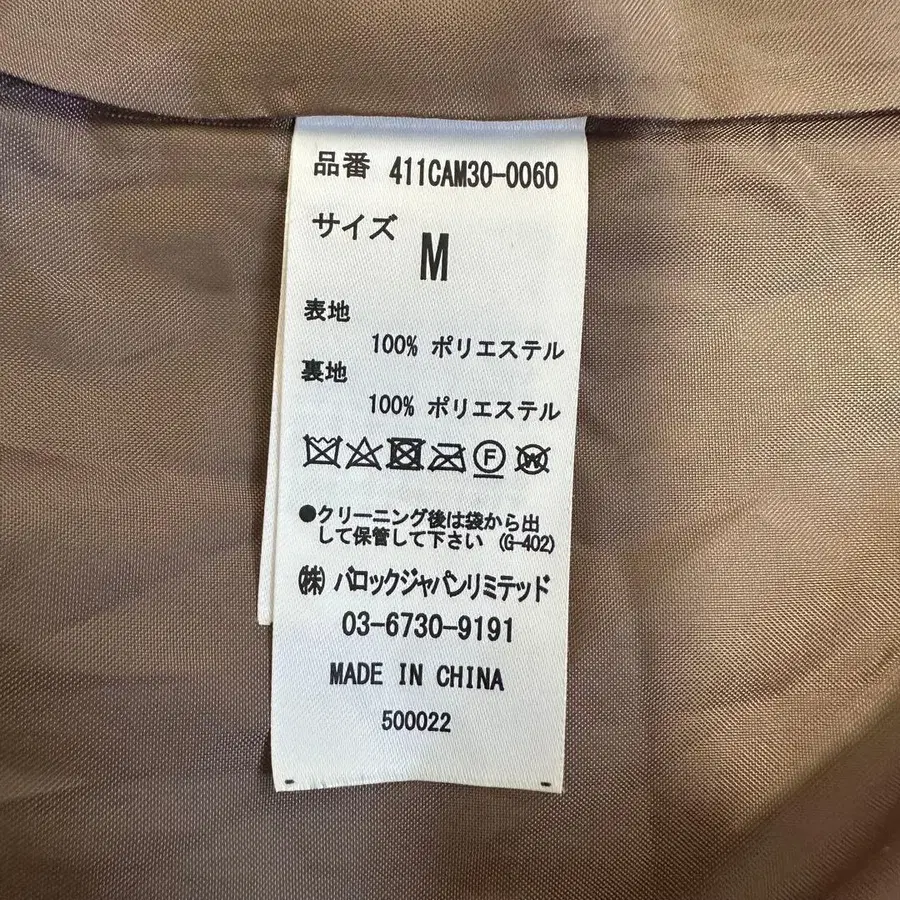 品番 411CAM30-0060
サイズ
M
表地
100% ポリエステル
裏地
100% ポリエステル
F W
●クリーニング後は袋から出
して保管して下さい (G-402)
㈱ バロックジャパンリミテッド
03-6730-9191
MADE IN CHINA
500022